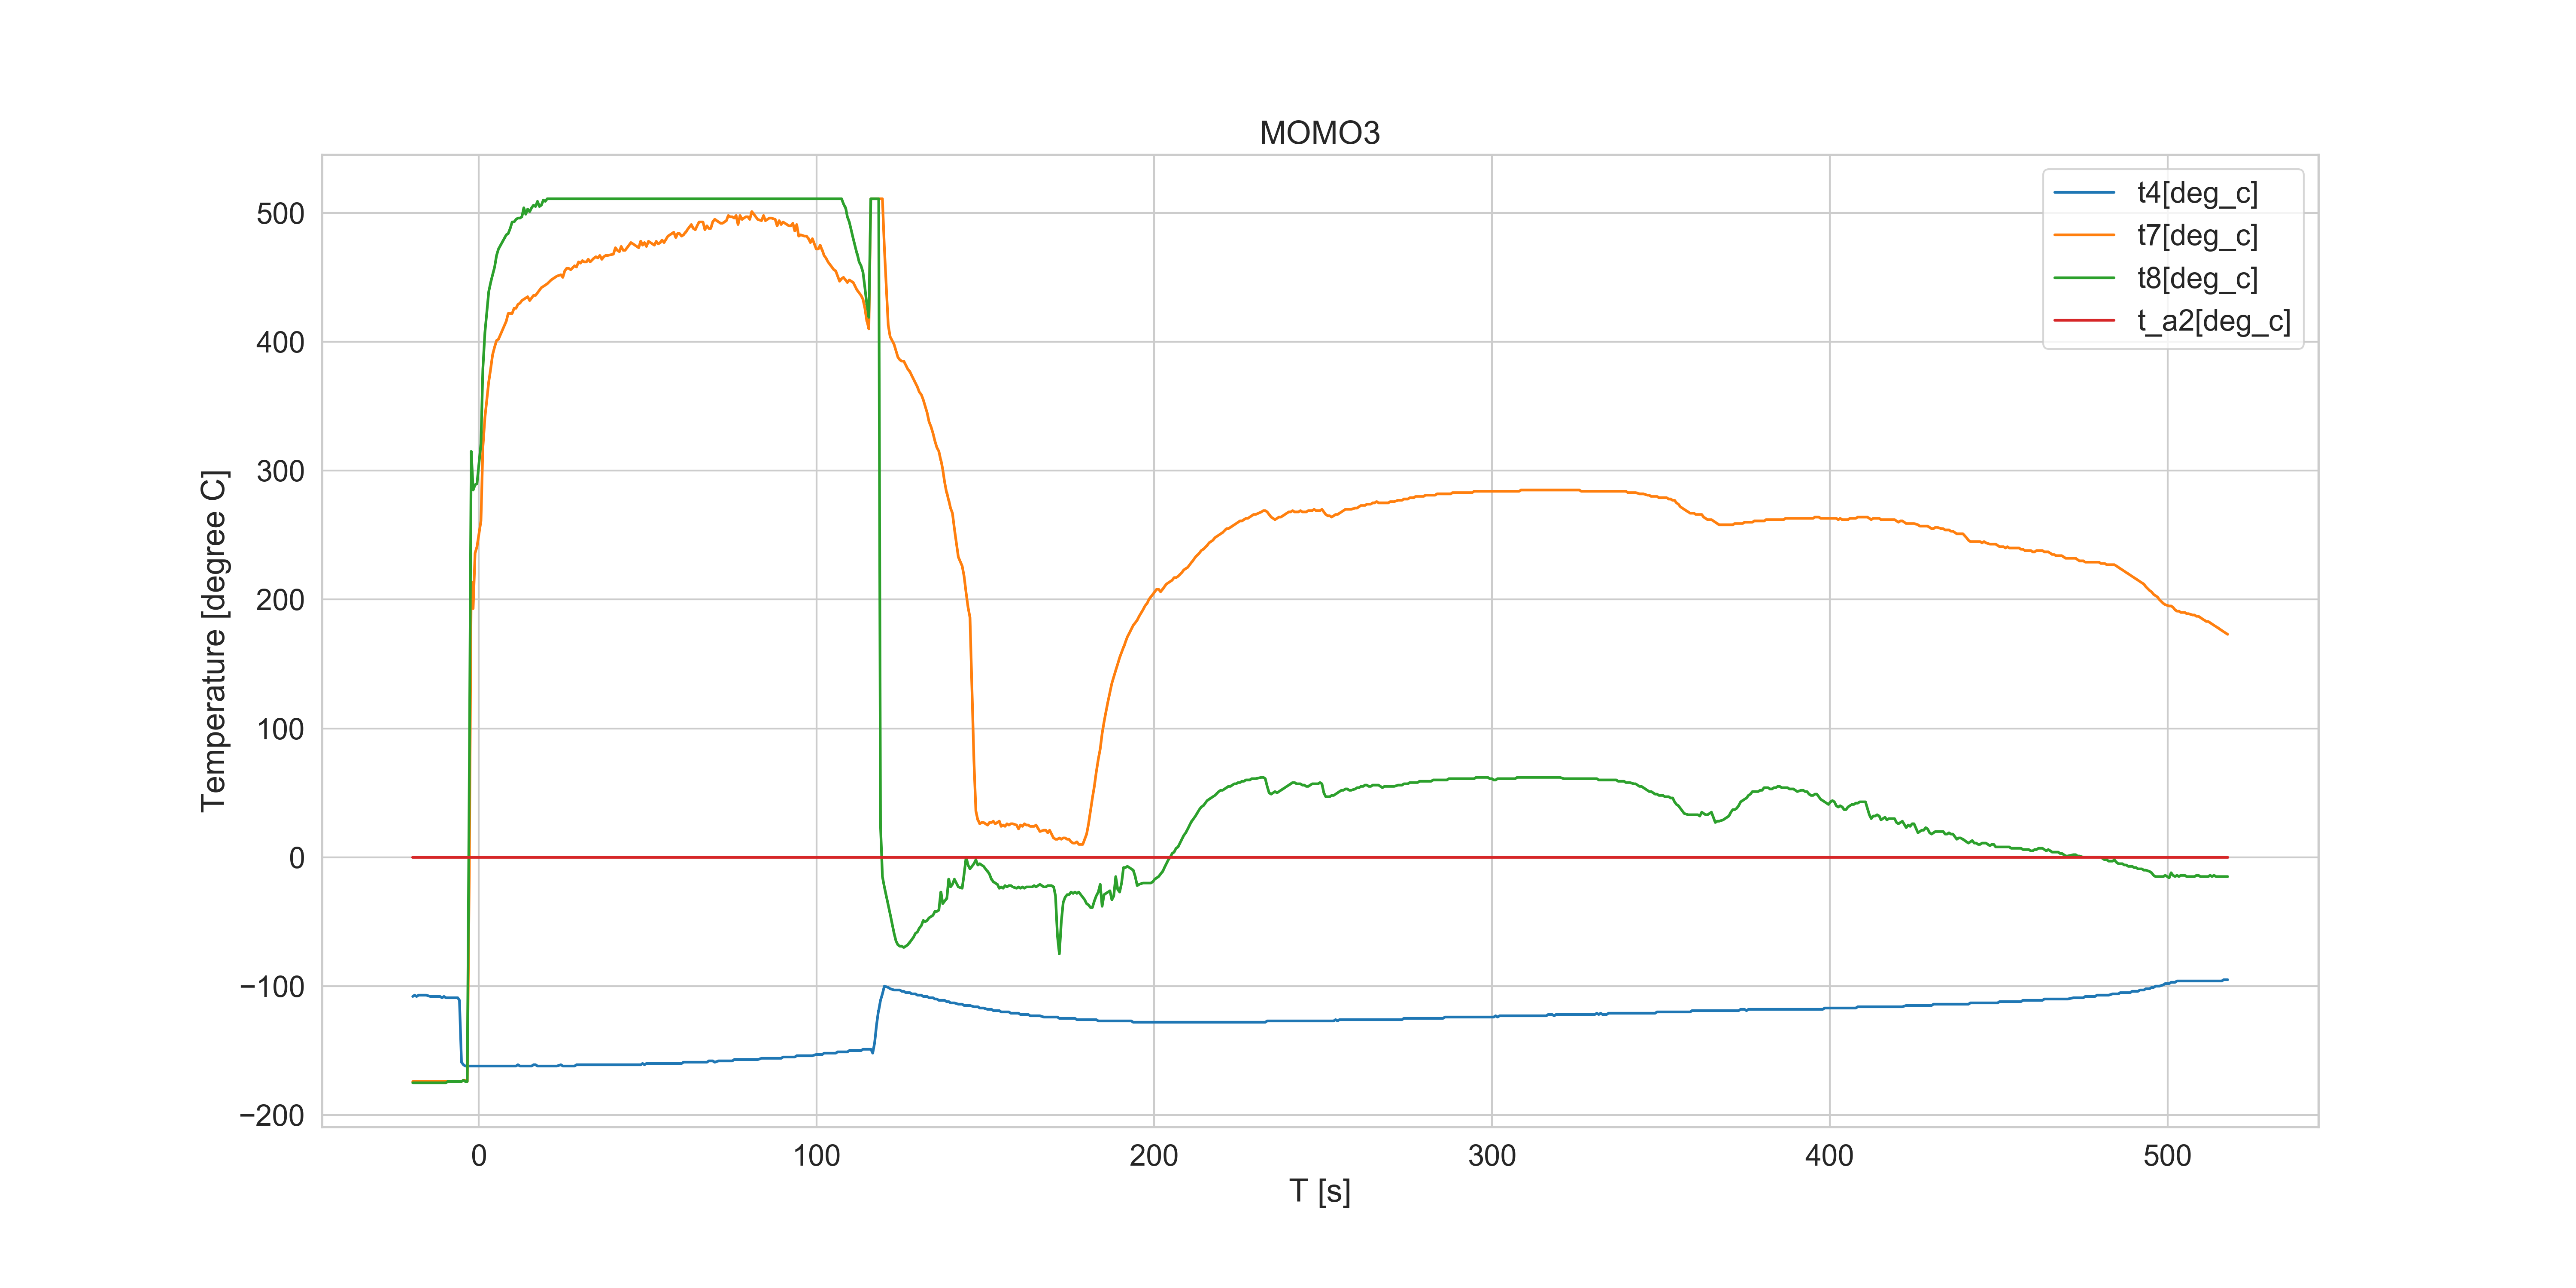 MOMO3
t4[deg_c]
t7[deg_c]
t8[deg_c]
t_a2[deg_c]
Temperature [degree C]
500
400
300
200
100
0
−100
−200
0 100 200 300 400 500
T [s]